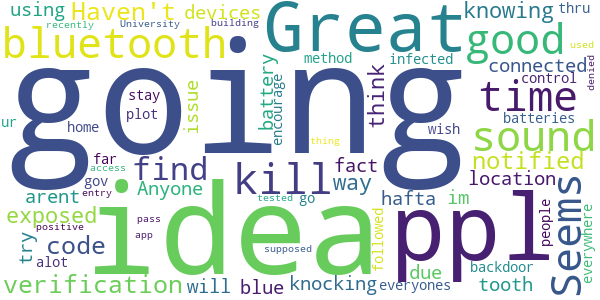 using Haven't devices recently University building knowing thru
bluetooth Great good
going
method infected connected used
denied
stay plot
ur home issue battery encourage think time control batteries
wish sound
thing
find kill fact way notified
far access gov entry
arent Anyone tested go hafta im location
idea ppl Seems
exposed
positive pass app followed people everywhere
try code alot supposed due backdoor
verification will blue knocking everyones tooth